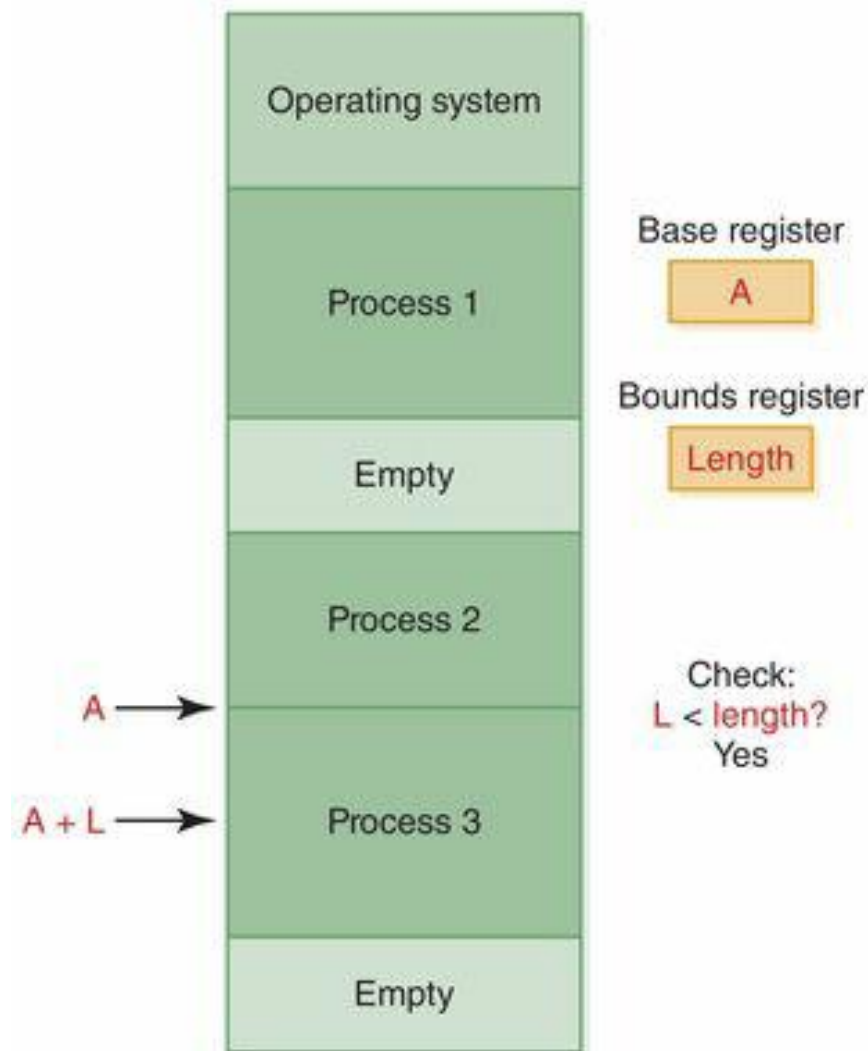 Operating system
Process 1
Base register
A
Bounds register
Length
Empty
Process 2
A
Check:
L < length?
Yes
A + L
Process 3
Empty